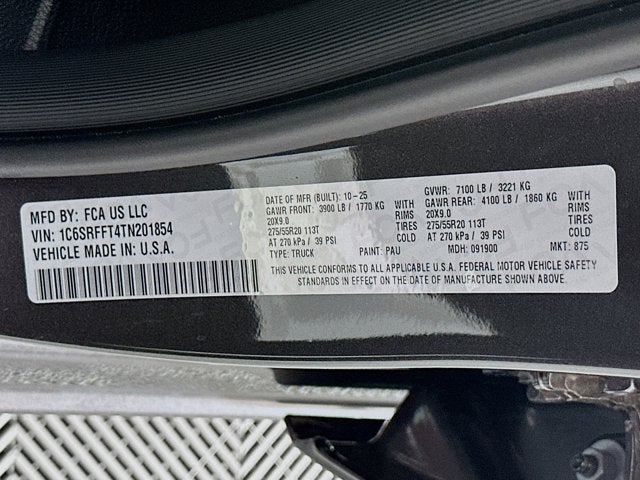 MFD BY: FCA US LLC
VIN: 1C6SRFFT4TN201854
VEHICLE MADE IN U.S.A.
DATE OF MFR (BUILT): 10-25 GVWR: 7100 LB / 3221 KG
GAWR FRONT: 3900 LB / 1770 KG WITH GAWR REAR: 4100 LB / 1860 KG WITH
20X9.0 RIMS 20X9.0 RIMS
275/55R20 113T TIRES 275/55R20 113T TIRES
AT 270 kPa / 39 PSI COLD AT 270 kPa / 39 PSI COLD
TYPE: TRUCK PAINT: PAU MDH: 091900 MKT: 875
THIS VEHICLE CONFORMS TO ALL APPLICABLE U.S.A. FEDERAL MOTOR VEHICLE SAFETY
STANDARDS IN EFFECT ON THE DATE OF MANUFACTURE SHOWN ABOVE.